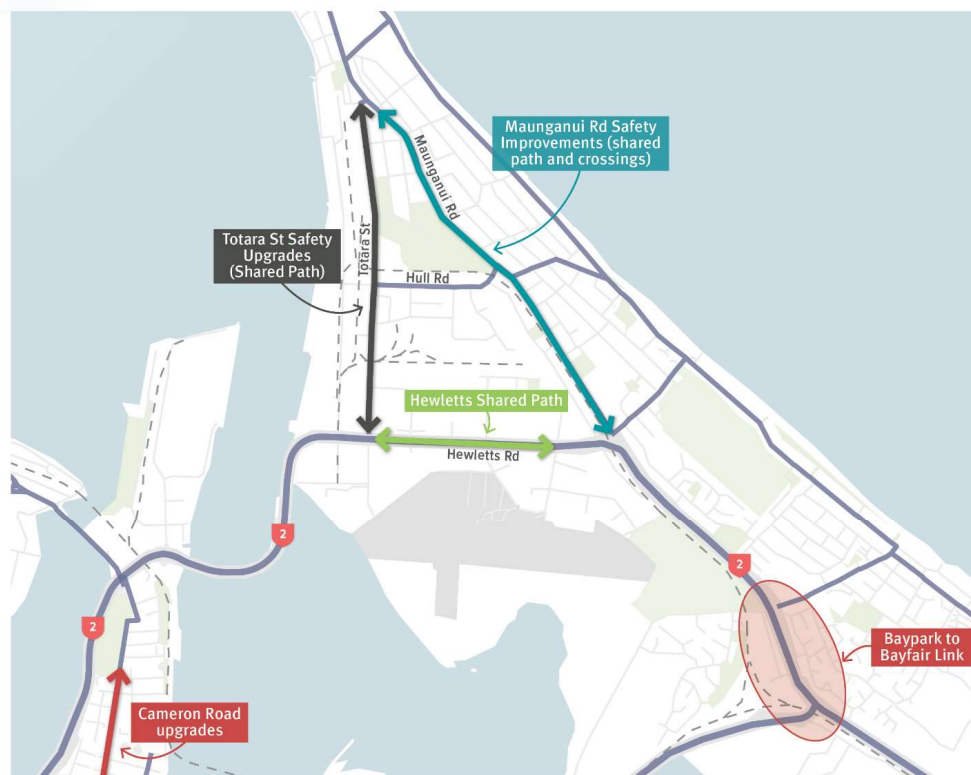 Maunganui Rd Safety
Improvements (shared
path and crossings)
Maunganui Rd
Totara St Safety
Upgrades
(Shared Path)
Totara St
Hull Rd
Hewletts Shared Path
Hewletts Rd
2
2
2
Baypark to
Bayfair Link
Cameron Road
upgrades